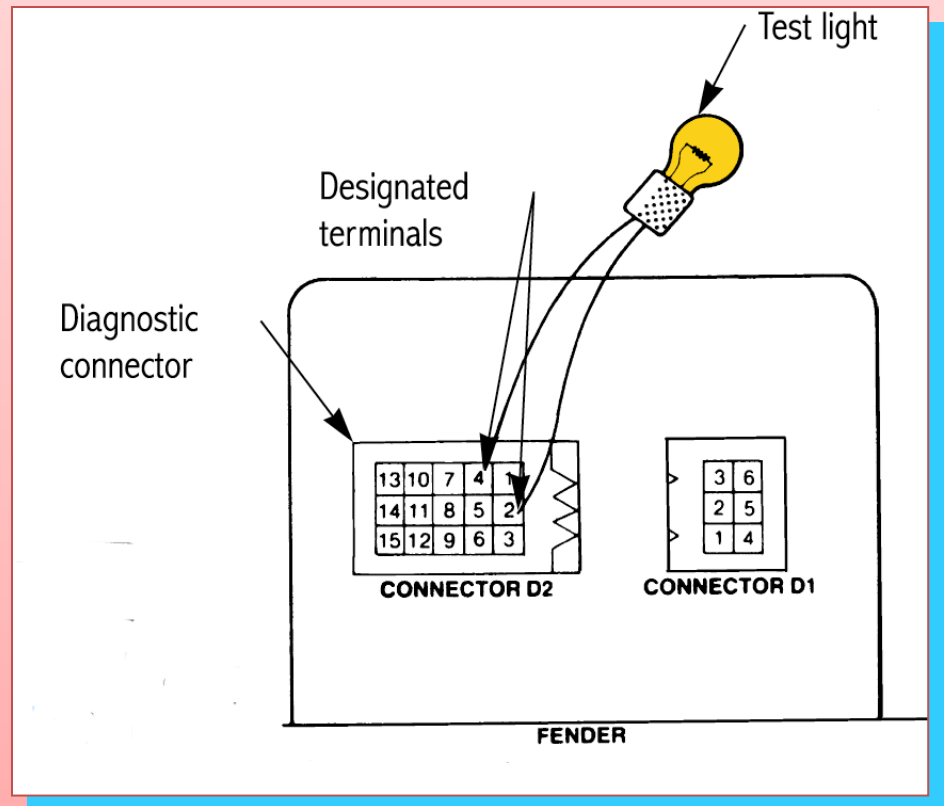 Test light
Designated
terminals
Diagnostic
connector
13 10 7 4 1
14 11 8 5 2
15 12 9 6 3
3 6
2 5
1 4
CONNECTOR D2
CONNECTOR D1
FENDER